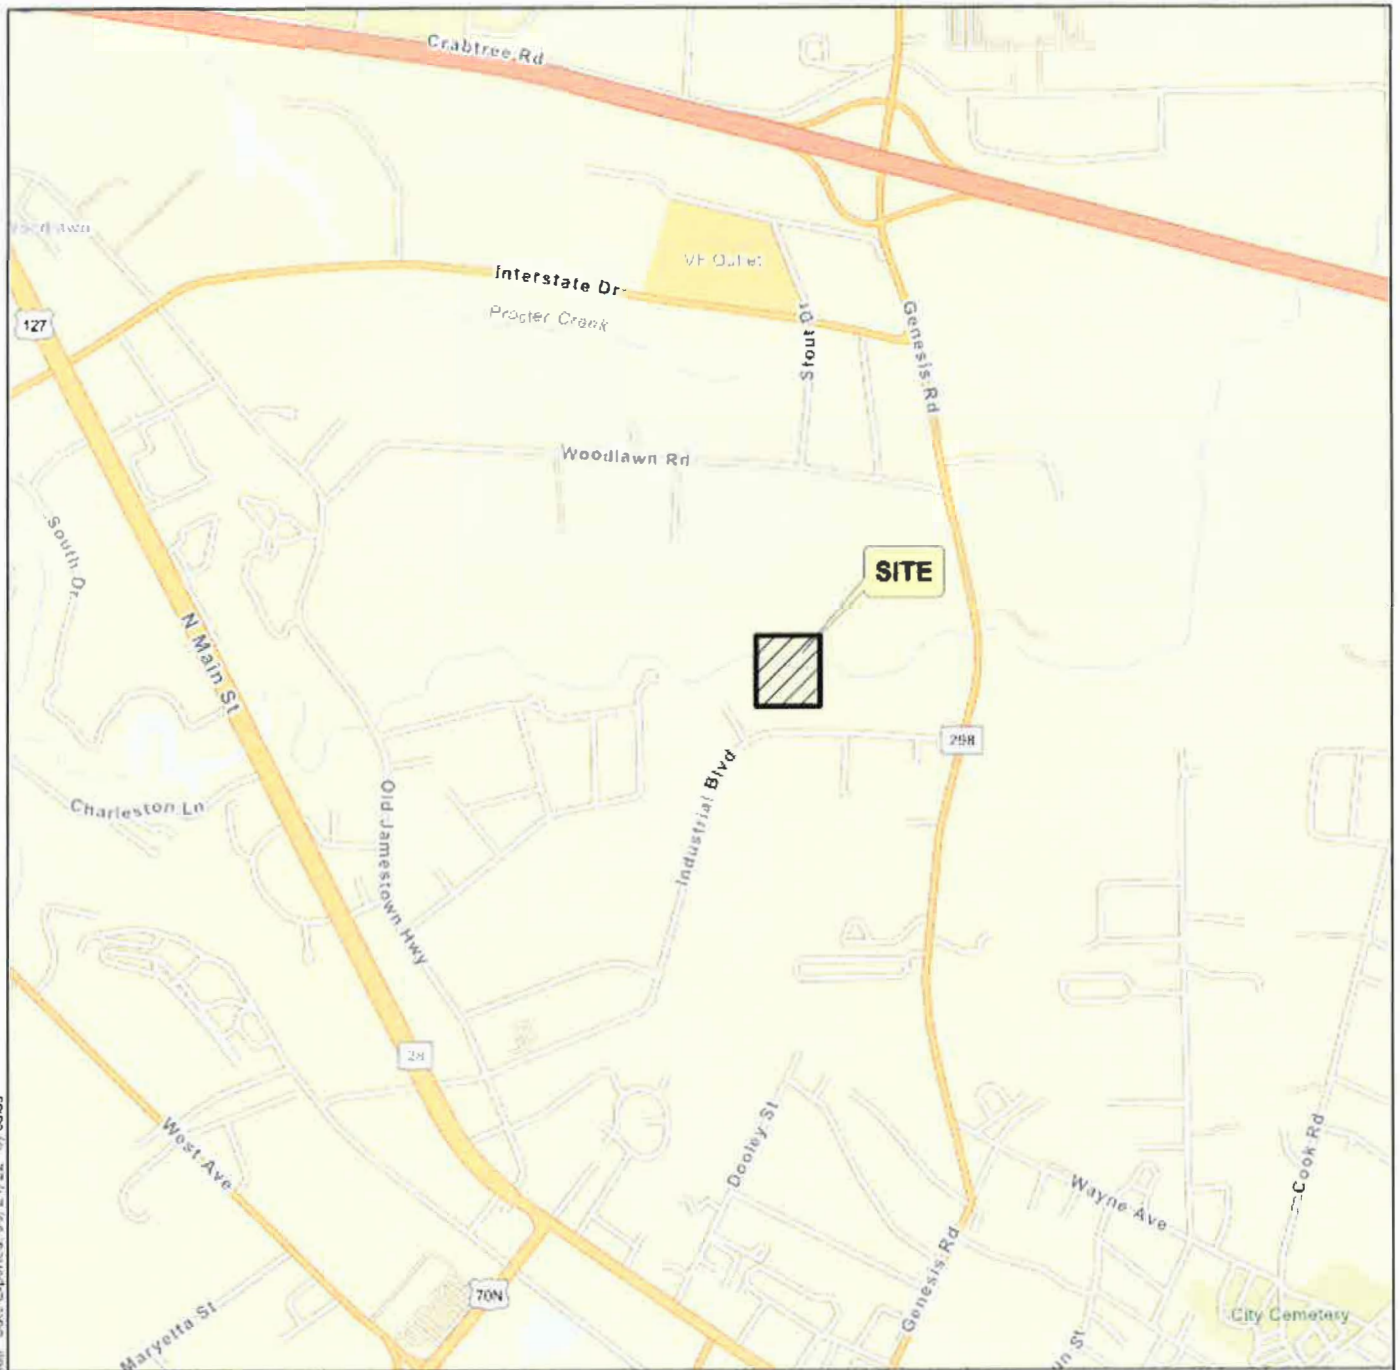 Crabtree Rd
VF Outlet
Interstate Dr
Procter Creek
127
Stout Dr
Genesis Rd
Woodlawn Rd
South Dr
SITE
N Main St
298
Industrial Blvd
Charleston Ln
Old Jamestown Hwy
28
West Ave
Dooley St
Cook Rd
Wayne Ave
Genesis Rd
70N
City Cemetery
Maryetta St